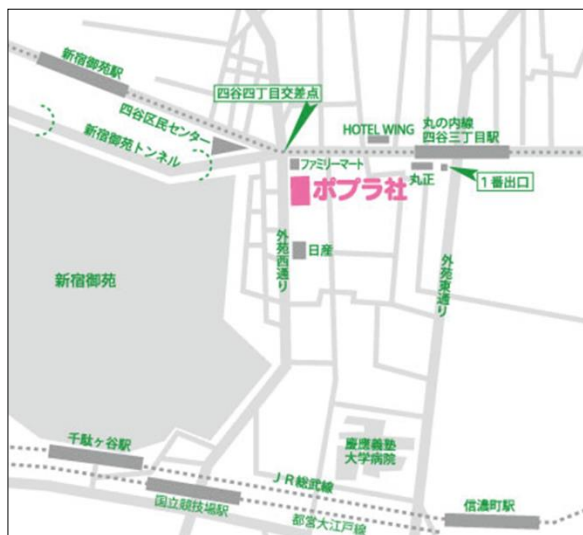 新宿御苑駅
四谷区民センター
新宿御苑トンネル
四谷四丁目交差点
HOTEL WING
丸の内線
四谷三丁目駅
ファミリーマート
ポプラ社
丸正
1番出口
外苑西通り
日産
外苑東通り
新宿御苑
慶應義塾
大学病院
千駄ヶ谷駅
JR総武線
国立競技場駅
都営大江戸線
信濃町駅